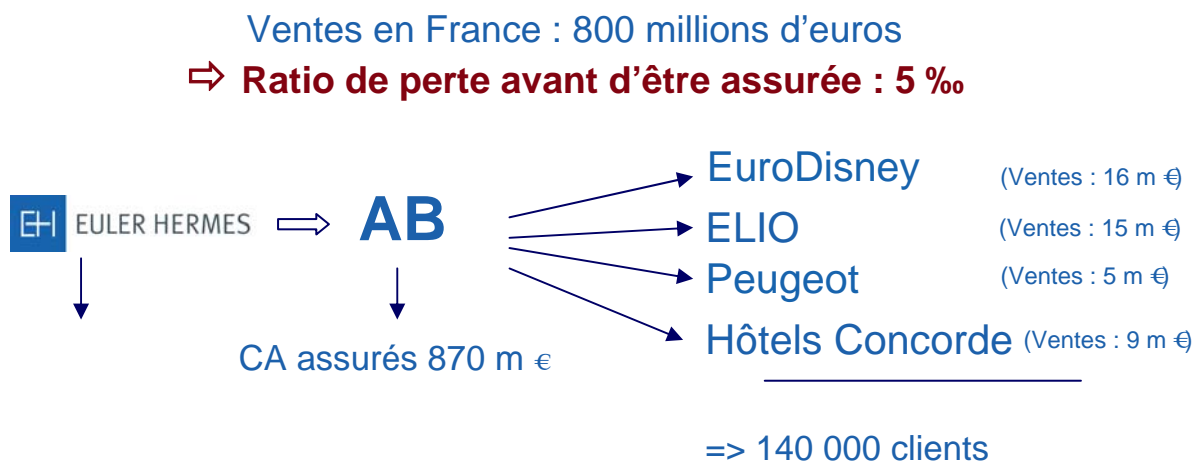 Ventes en France : 800 millions d’euros
⇨ Ratio de perte avant d’être assurée : 5 ‰
EH EULER HERMES ⇨ AB
EuroDisney (Ventes : 16 m €)
ELIO (Ventes : 15 m €)
Peugeot (Ventes : 5 m €)
Hôtels Concorde (Ventes : 9 m €)
CA assurés 870 m €
=> 140 000 clients